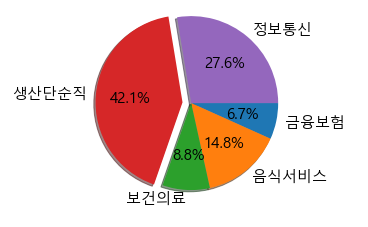 정보통신
27.6%
생산단순직
42.1%
6.7%
금융보험
14.8%
8.8%
음식서비스
보건의료